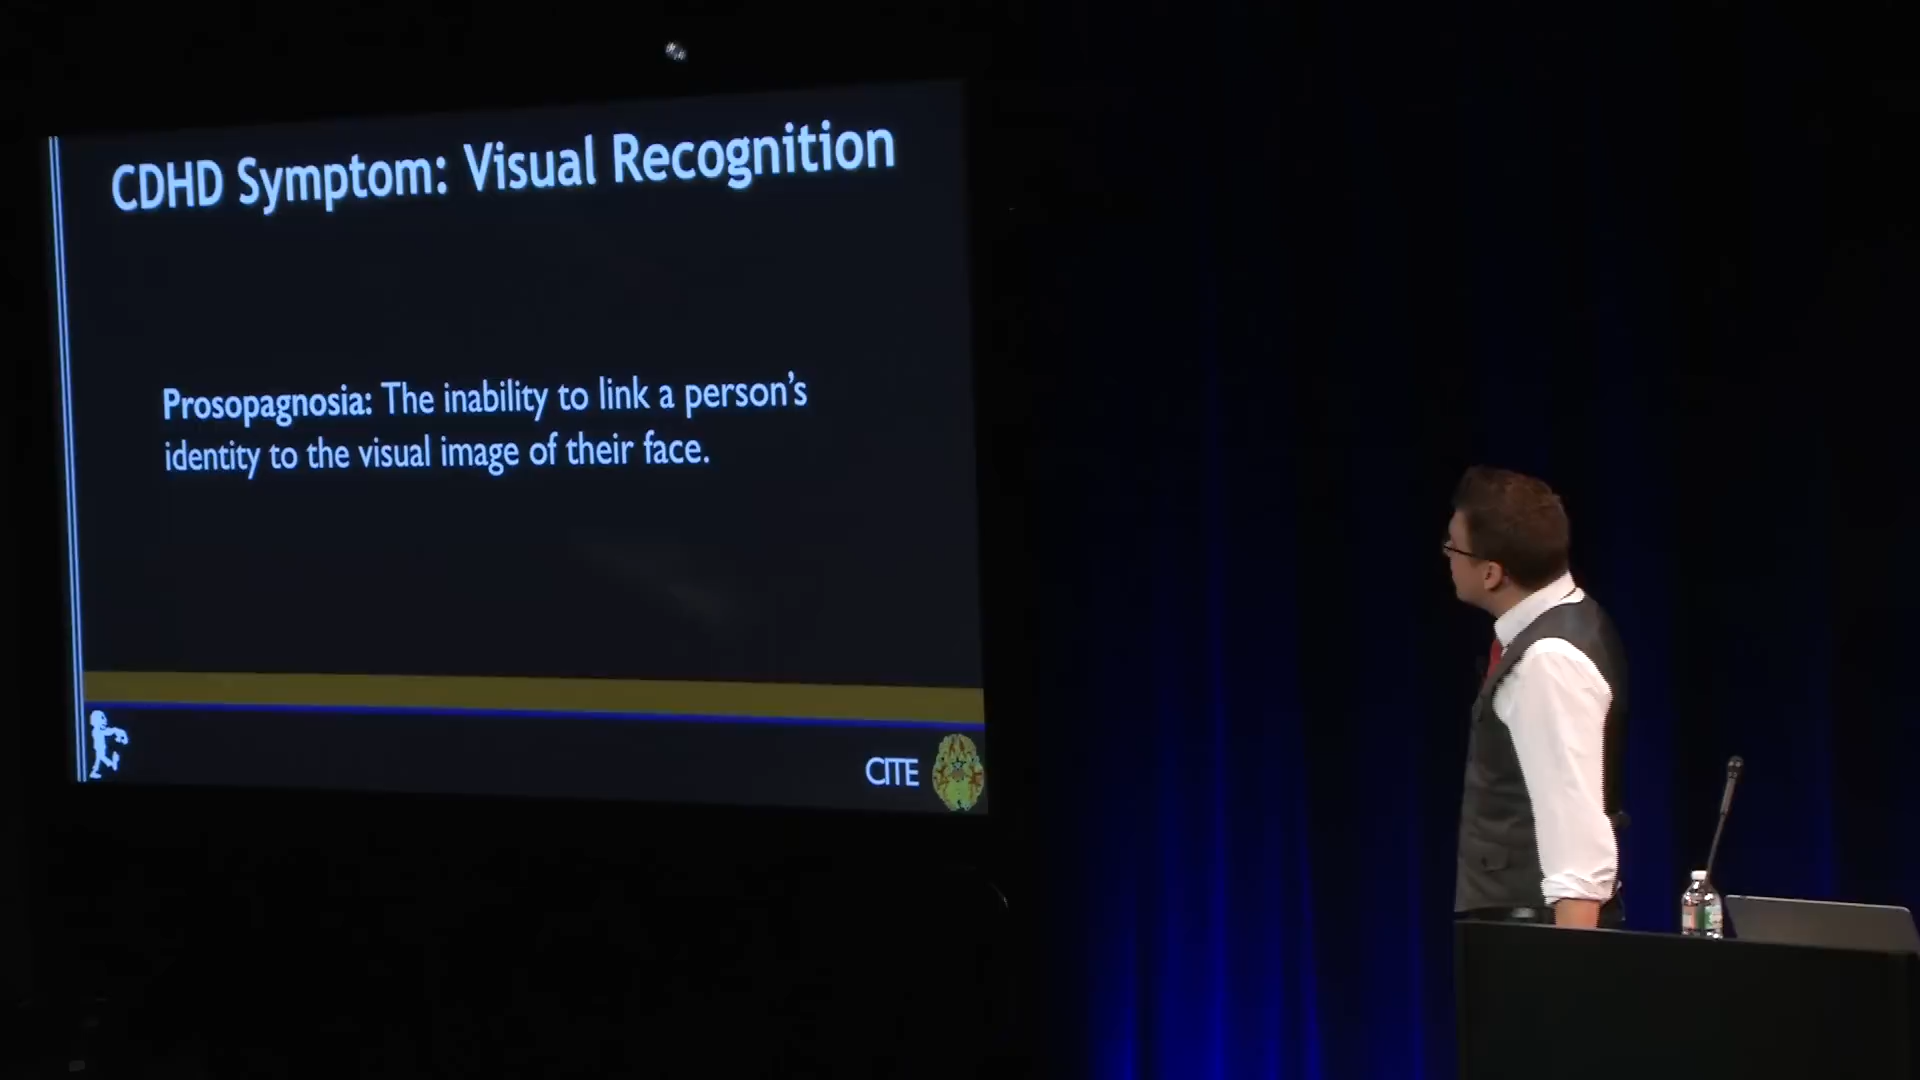 CDHD Symptom: Visual Recognition
Prosopagnosia: The inability to link a person’s
identity to the visual image of their face.
CITE